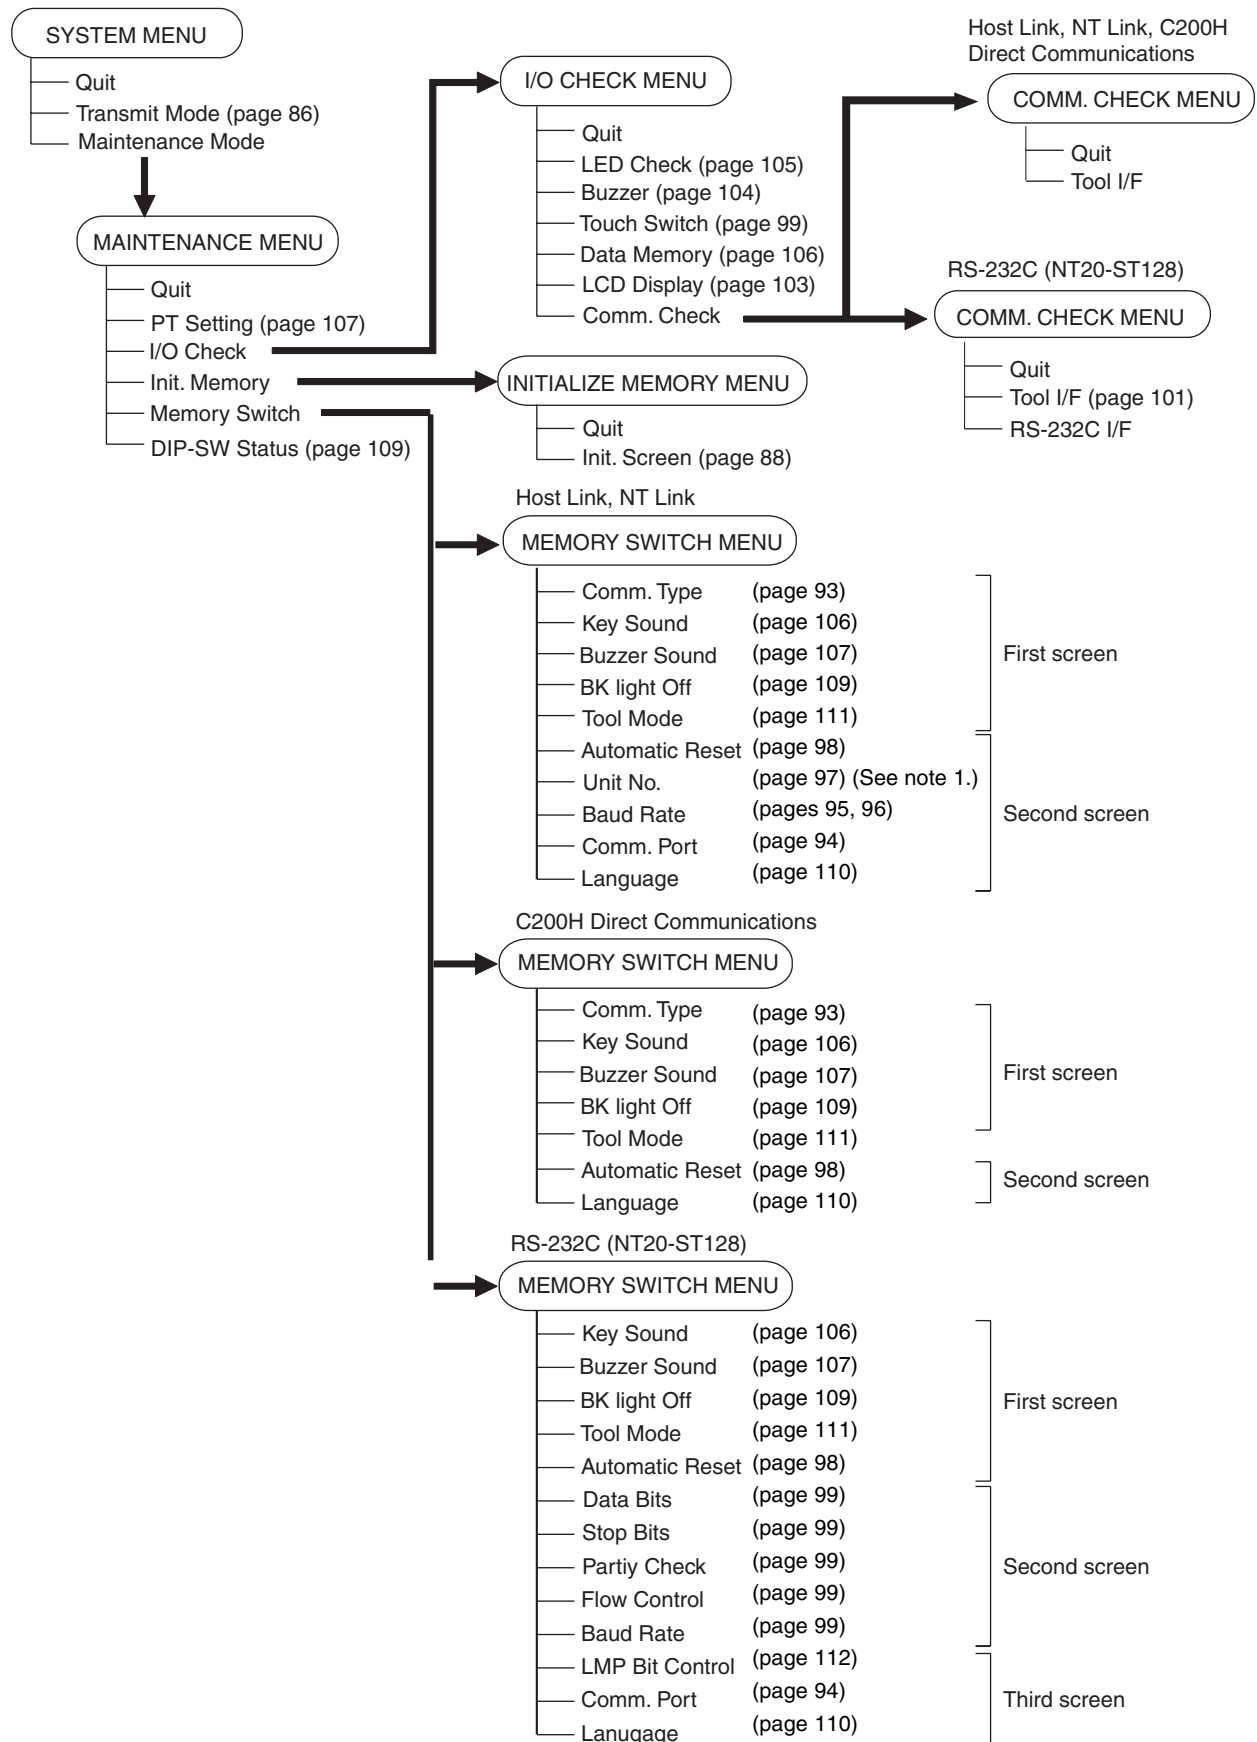 SYSTEM MENU
Quit
Transmit Mode (page 86)
Maintenance Mode
MAINTENANCE MENU
Quit
PT Setting (page 107)
I/O Check
Init. Memory
Memory Switch
DIP-SW Status (page 109)
I/O CHECK MENU
Quit
LED Check (page 105)
Buzzer (page 104)
Touch Switch (page 99)
Data Memory (page 106)
LCD Display (page 103)
Comm. Check
Host Link, NT Link, C200H
Direct Communications
COMM. CHECK MENU
Quit
Tool I/F
RS-232C (NT20-ST128)
COMM. CHECK MENU
Quit
Tool I/F (page 101)
RS-232C I/F
INITIALIZE MEMORY MENU
Quit
Init. Screen (page 88)
Host Link, NT Link
MEMORY SWITCH MENU
Comm. Type (page 93)
Key Sound (page 106)
Buzzer Sound (page 107)
BK light Off (page 109)
Tool Mode (page 111)
First screen
Automatic Reset (page 98)
Unit No. (page 97) (See note 1.)
Baud Rate (pages 95, 96)
Comm. Port (page 94)
Language (page 110)
Second screen
C200H Direct Communications
MEMORY SWITCH MENU
Comm. Type (page 93)
Key Sound (page 106)
Buzzer Sound (page 107)
BK light Off (page 109)
Tool Mode (page 111)
First screen
Automatic Reset (page 98)
Language (page 110)
Second screen
RS-232C (NT20-ST128)
MEMORY SWITCH MENU
Key Sound (page 106)
Buzzer Sound (page 107)
BK light Off (page 109)
Tool Mode (page 111)
Automatic Reset (page 98)
First screen
Data Bits (page 99)
Stop Bits (page 99)
Partiy Check (page 99)
Flow Control (page 99)
Baud Rate (page 99)
Second screen
LMP Bit Control (page 112)
Comm. Port (page 94)
Lanugage (page 110)
Third screen